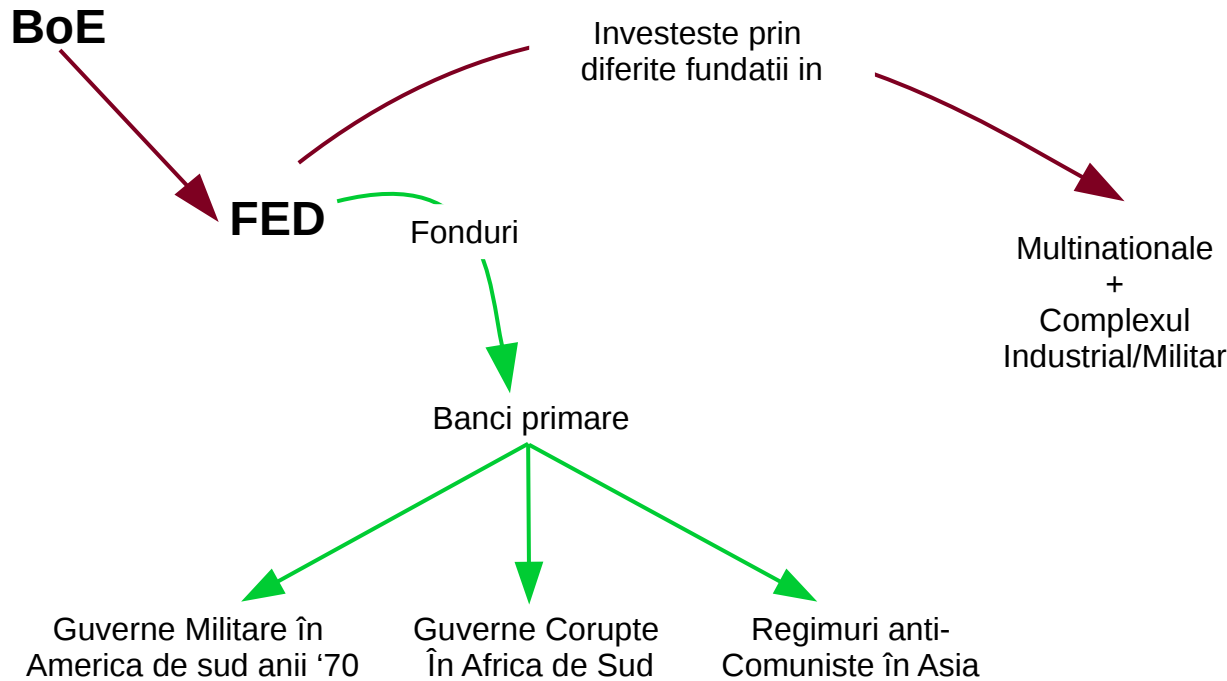 BoE
Investeste prin
diferite fundatii in
FED
Fonduri
Multinationale
+
Complexul
Industrial/Militar
Banci primare
Guverne Militare în
America de sud anii ‘70
Guverne Corupte
În Africa de Sud
Regimuri anti-
Comuniste în Asia